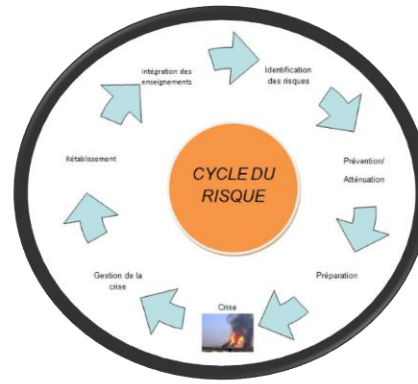 CYCLE DU
RISQUE
Identification
des risques
Prévention/
Atténuation
Préparation
Crise
Gestion de la
crise
Rétablissement
Intégration des
enseignements